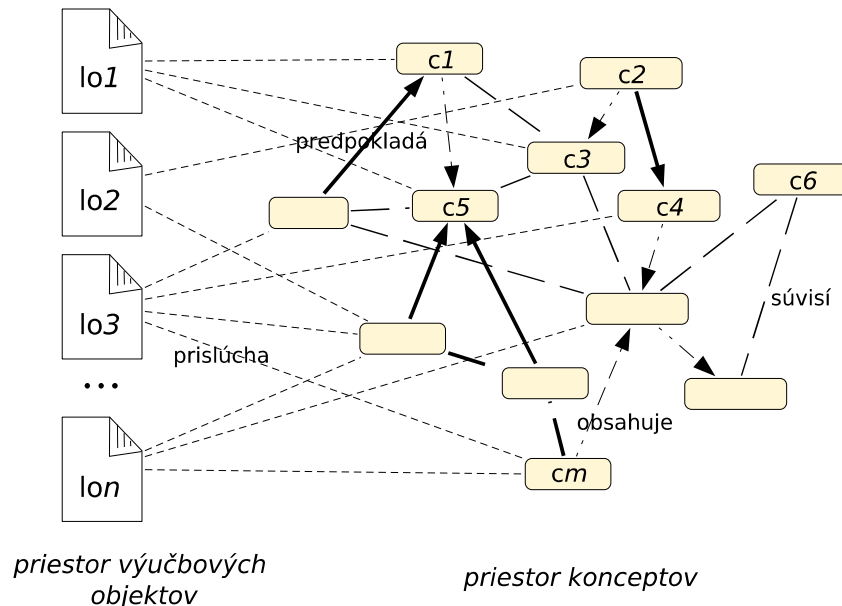 lo1
c1
c2
predpokladá
c3
c6
lo2
c5
c4
súvisí
lo3
prislúcha
...
obsahuje
lon
cm
priestor výučbových
objektov
priestor konceptov